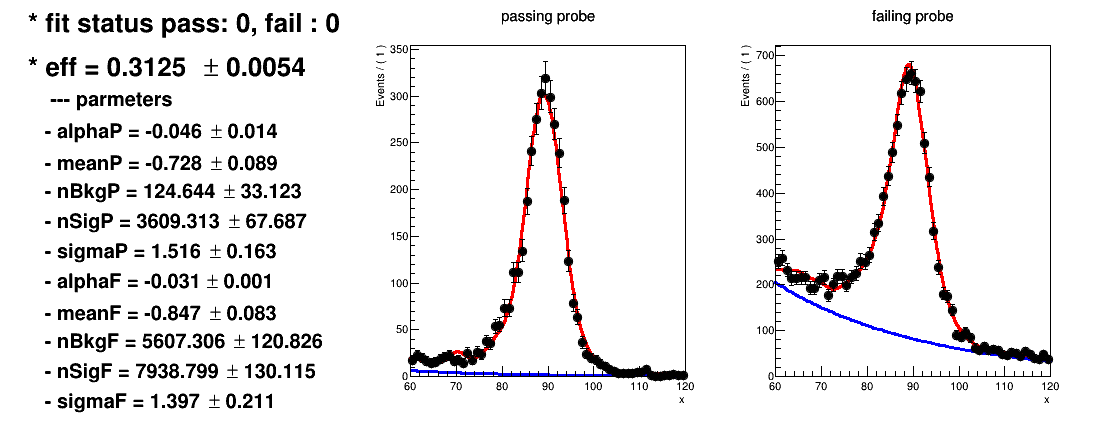 * fit status pass: 0, fail : 0
* eff = 0.3125 ± 0.0054
--- parmeters
- alphaP = -0.046 ± 0.014
- meanP = -0.728 ± 0.089
- nBkgP = 124.644 ± 33.123
- nSigP = 3609.313 ± 67.687
- sigmaP = 1.516 ± 0.163
- alphaF = -0.031 ± 0.001
- meanF = -0.847 ± 0.083
- nBkgF = 5607.306 ± 120.826
- nSigF = 7938.799 ± 130.115
- sigmaF = 1.397 ± 0.211
passing probe
Events / ( 1 )
350
300
250
200
150
100
50
0
60 70 80 90 100 110 120
x
failing probe
Events / ( 1 )
700
600
500
400
300
200
100
0
60 70 80 90 100 110 120
x